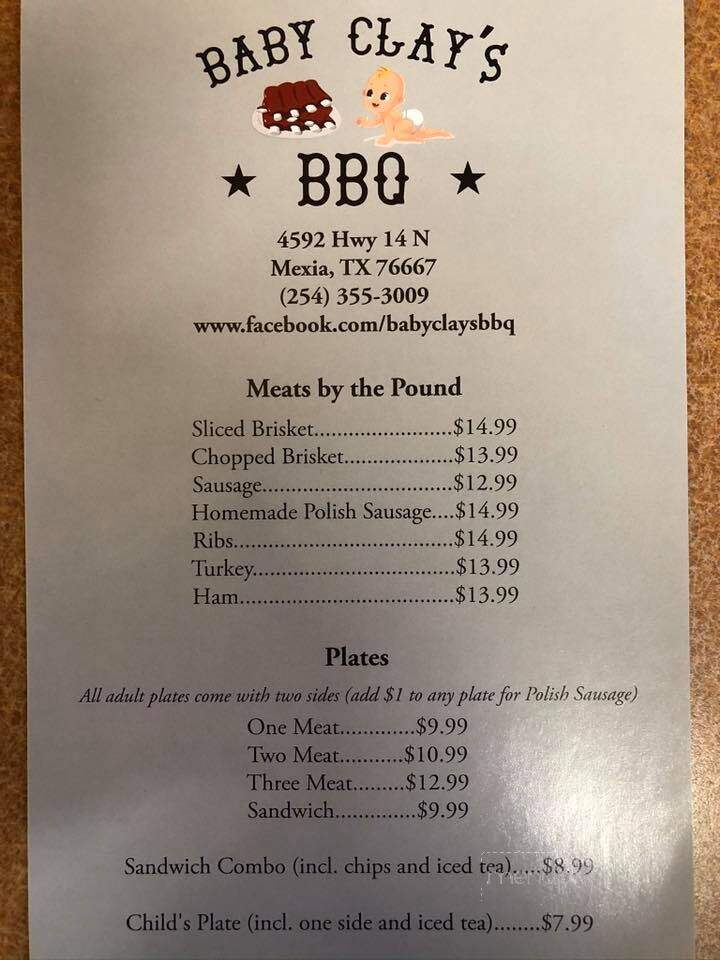 BABY CLAY'S
★ BBQ ★
4592 Hwy 14 N
Mexia, TX 76667
(254) 355-3009
www.facebook.com/babyclaysbbq
Meats by the Pound
Sliced Brisket........................$14.99
Chopped Brisket...................$13.99
Sausage.................................$12.99
Homemade Polish Sausage....$14.99
Ribs......................................$14.99
Turkey...................................$13.99
Ham.....................................$13.99
Plates
All adult plates come with two sides (add $1 to any plate for Polish Sausage)
One Meat.............$9.99
Two Meat...........$10.99
Three Meat.........$12.99
Sandwich..............$9.99
Sandwich Combo (incl. chips and iced tea).....$8.99
Child's Plate (incl. one side and iced tea)........$7.99